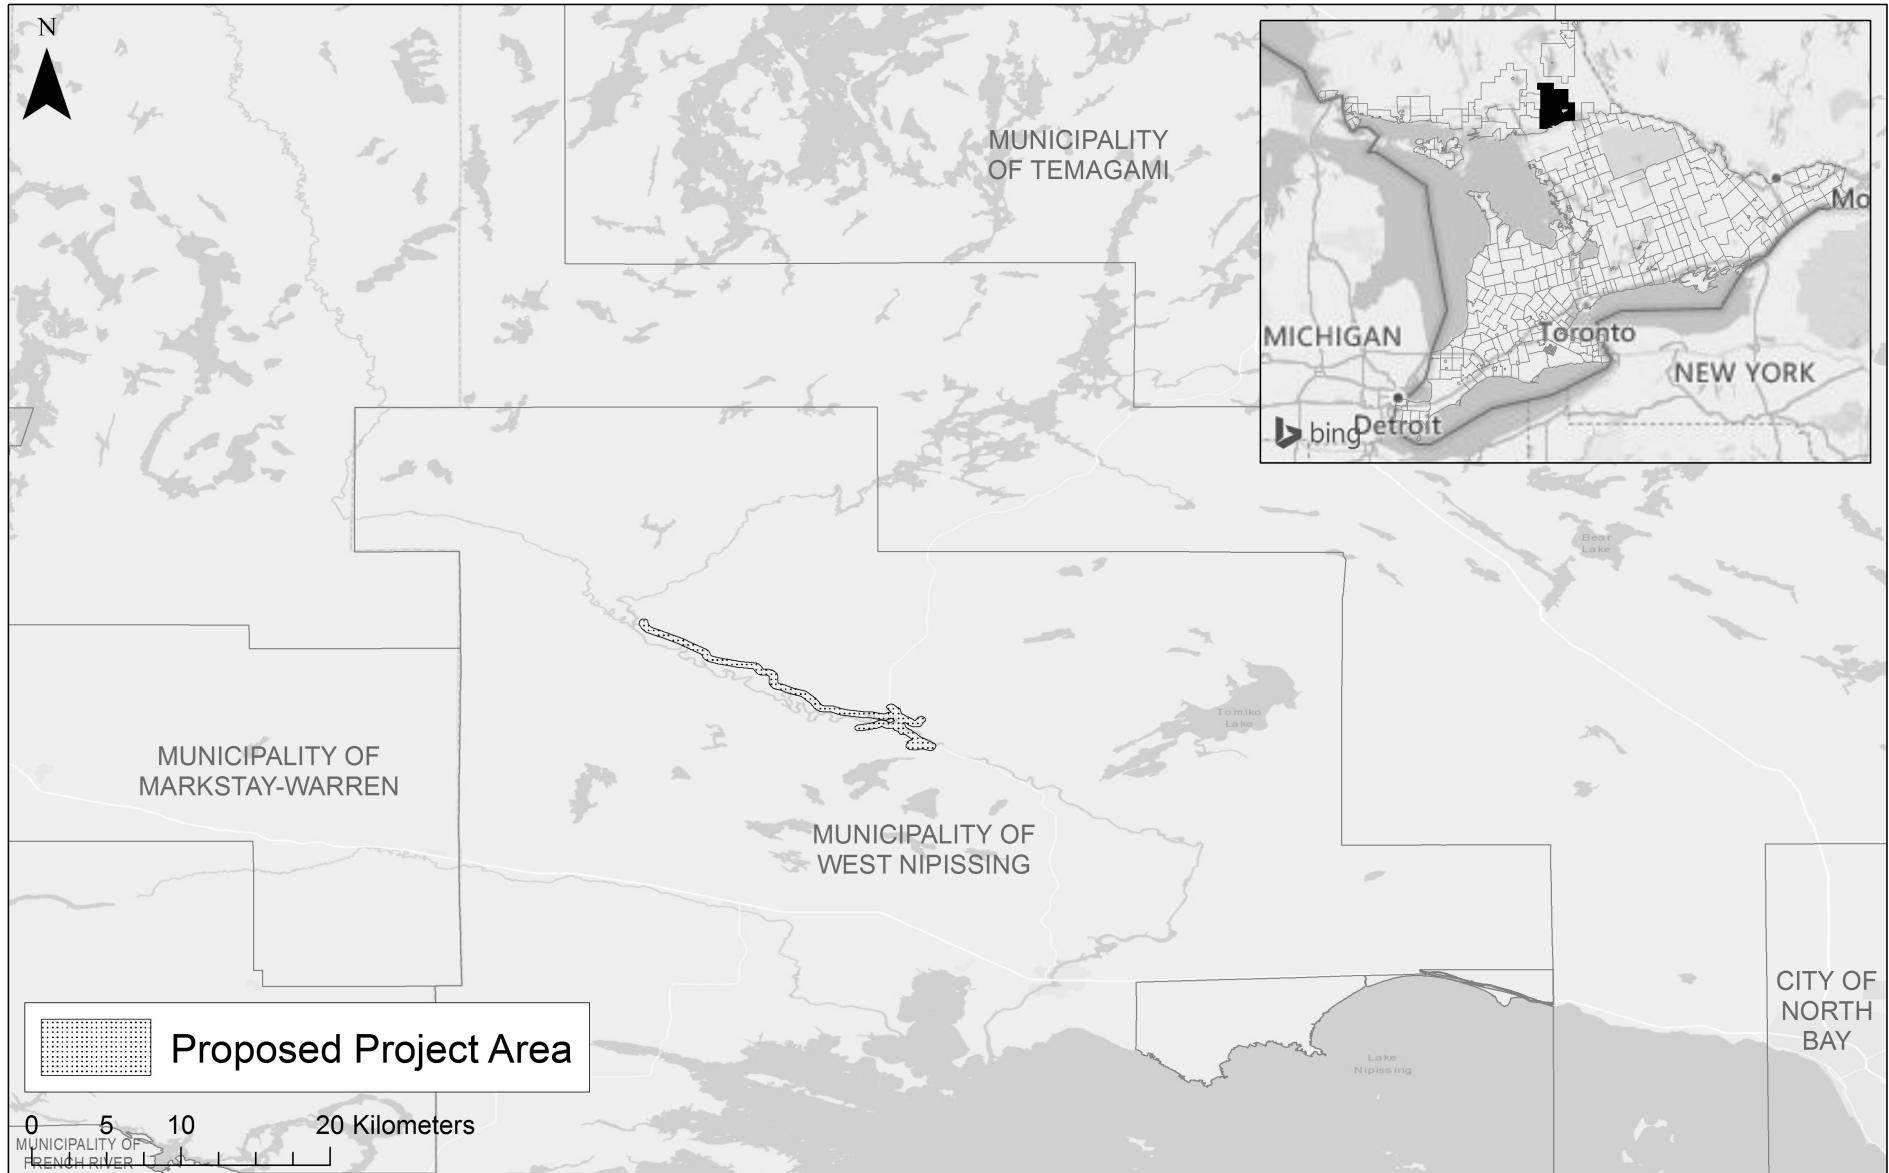 N
MUNICIPALITY
OF TEMAGAMI
Mo
MICHIGAN
Toronto
NEW YORK
bing
Detroit
Bear
Lake
Tomiko
Lake
MUNICIPALITY OF
MARKSTAY-WARREN
MUNICIPALITY OF
WEST NIPISSING
CITY OF
NORTH
BAY
Lake
Nipissing
Proposed Project Area
0 5 10 20 Kilometers
MUNICIPALITY OF
FRENCH RIVER